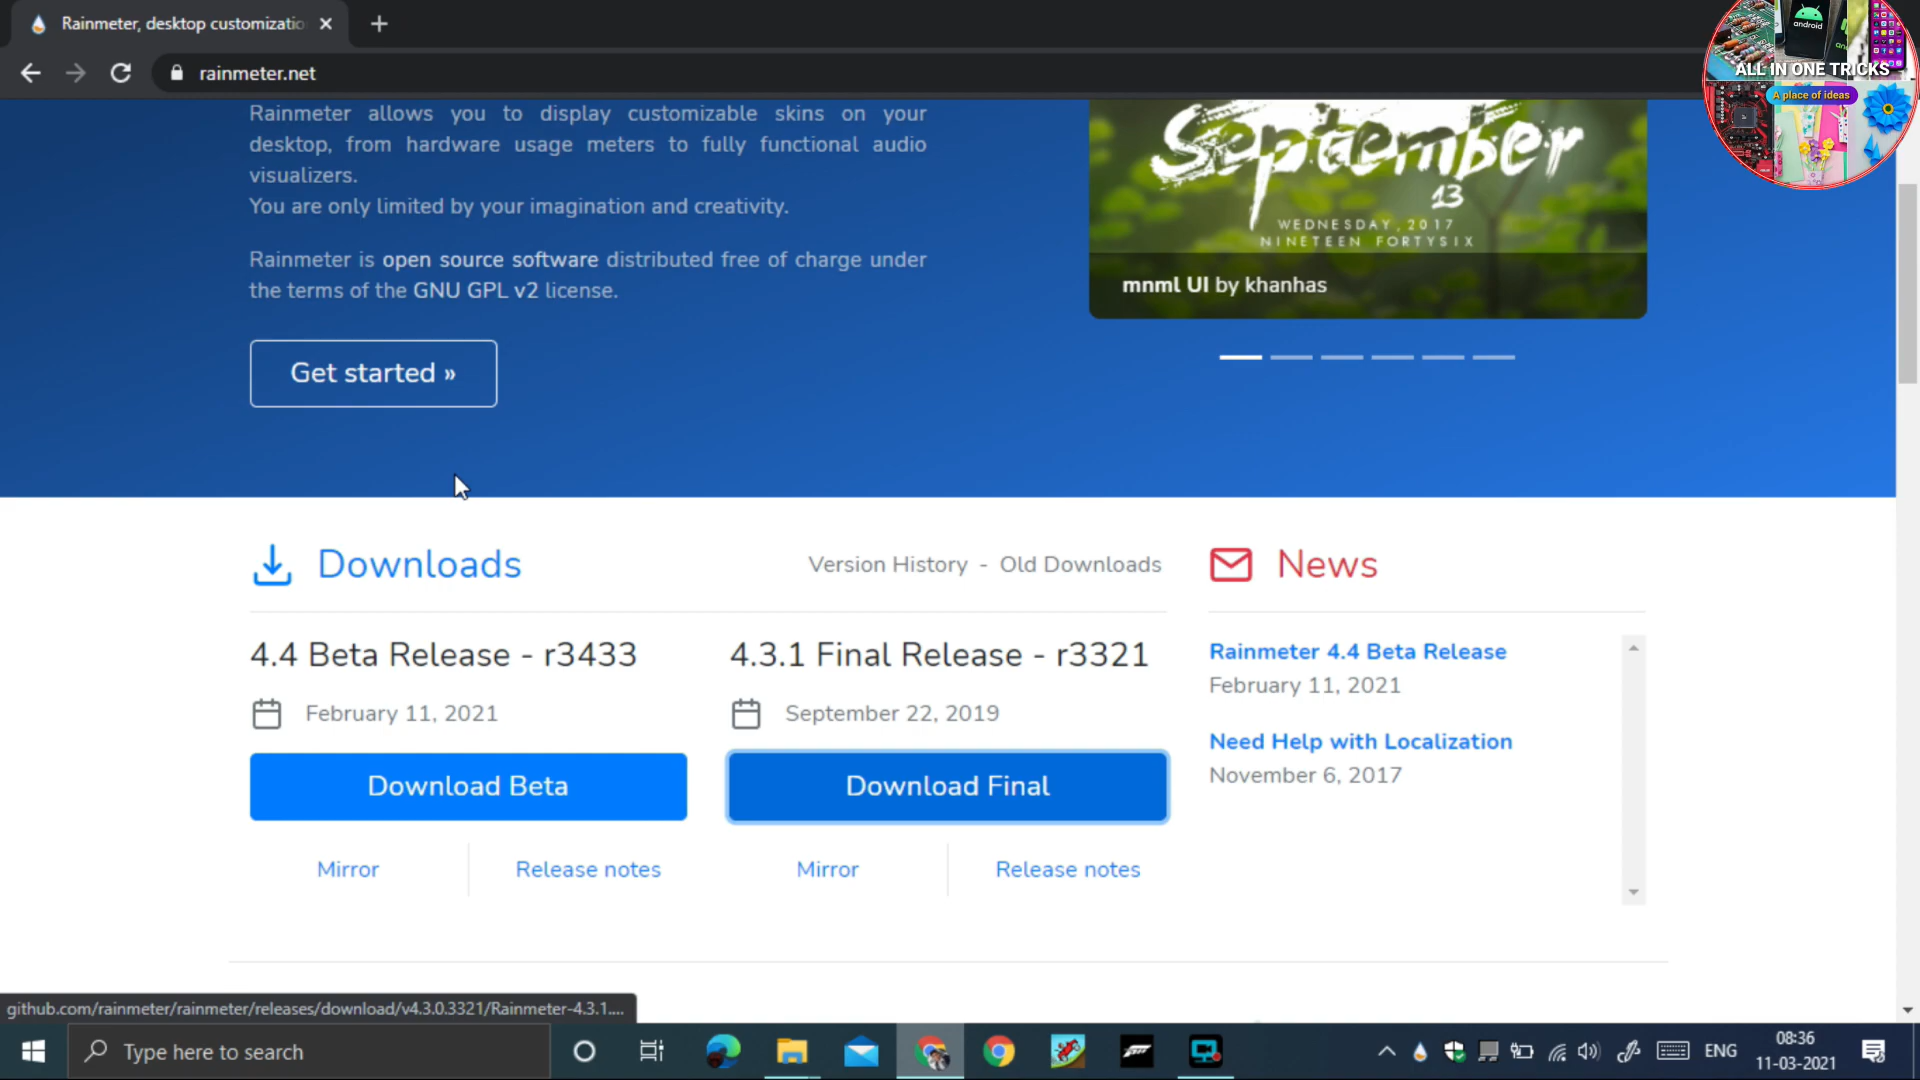 Rainmeter, desktop customizatio
rainmeter.net
android
ALL IN ONE TRICKS
A place of ideas
Rainmeter allows you to display customizable skins on your
desktop, from hardware usage meters to fully functional audio
visualizers.
You are only limited by your imagination and creativity.
Rainmeter is open source software distributed free of charge under
the terms of the GNU GPL v2 license.
Get started »
September
13
WEDNESDAY, 2017
NINETEEN FORTYSIX
mnml UI by khanhas
Downloads
Version History - Old Downloads
News
4.4 Beta Release - r3433
February 11, 2021
Download Beta
Mirror
Release notes
4.3.1 Final Release - r3321
September 22, 2019
Download Final
Mirror
Release notes
Rainmeter 4.4 Beta Release
February 11, 2021
Need Help with Localization
November 6, 2017
github.com/rainmeter/rainmeter/releases/download/v4.3.0.3321/Rainmeter-4.3.1....
Type here to search
ENG
08:36
11-03-2021